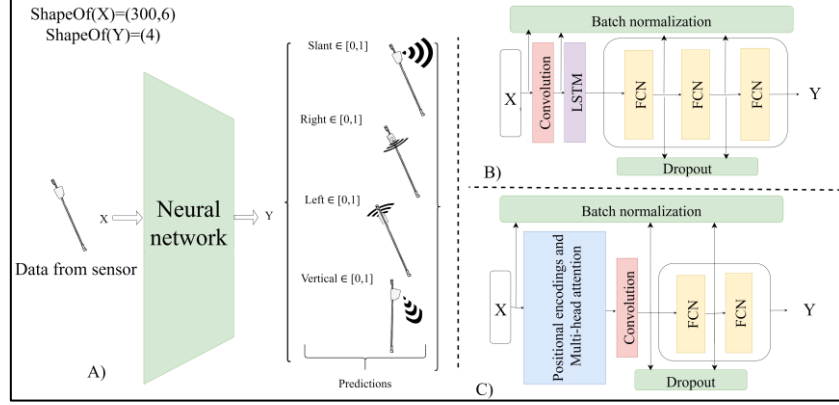 ShapeOf(X)=(300,6)
ShapeOf(Y)=(4)
Data from sensor
X
Neural
network
Y
Slant ∈ [0,1]
Right ∈ [0,1]
Left ∈ [0,1]
Vertical ∈ [0,1]
Predictions
A)
Batch normalization
X
Convolution
LSTM
FCN
FCN
FCN
Y
Dropout
B)
Batch normalization
X
Positional encodings and
Multi-head attention
Convolution
FCN
FCN
Y
Dropout
C)